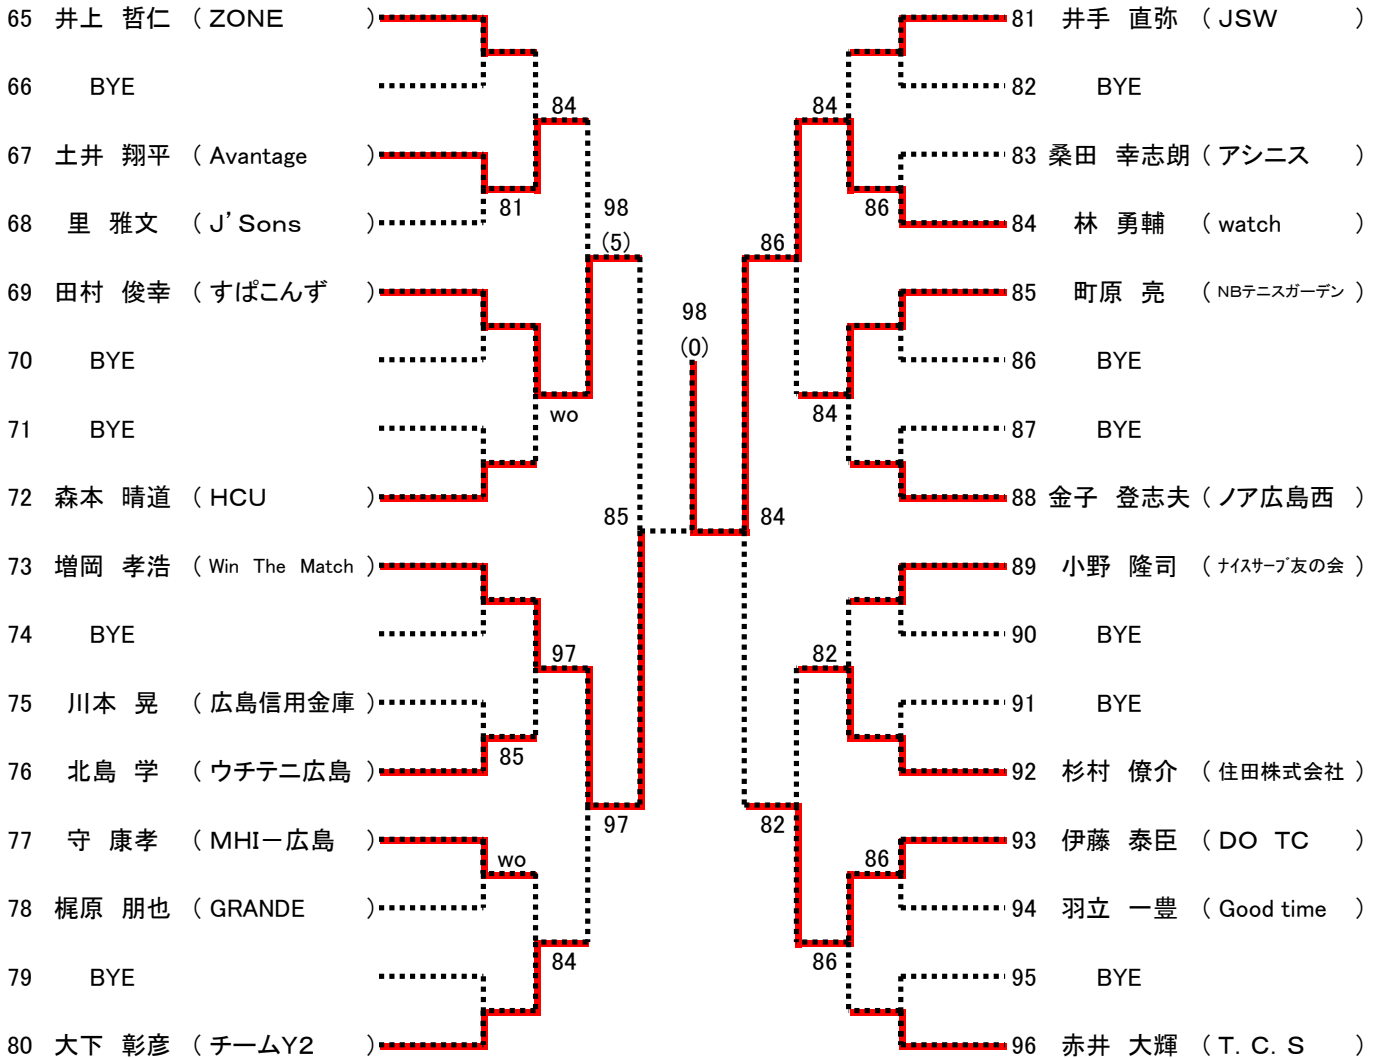 65 井上 哲仁 ( ZONE )
66 BYE
84
67 土井 翔平 ( Avantage )
81
68 里 雅文 ( J'Sons )
98
(5)
69 田村 俊幸 ( すぱこんず )
70 BYE
wo
71 BYE
72 森本 晴道 ( HCU )
85
73 増岡 孝浩 ( Win The Match )
74 BYE
97
75 川本 晃 ( 広島信用金庫 )
85
76 北島 学 ( ウチテニ広島 )
97
77 守 康孝 ( MHI－広島 )
wo
78 梶原 朋也 ( GRANDE )
84
79 BYE
80 大下 彰彦 ( チームY2 )
98
(0)
81 井手 直弥 ( JSW )
82 BYE
84
83 桑田 幸志朗 ( アシニス )
86
84 林 勇輔 ( watch )
86
85 町原 亮 ( NBテニスガーデン )
86 BYE
84
87 BYE
88 金子 登志夫 ( ノア広島西 )
84
89 小野 隆司 ( ﾅｲｽｻｰﾌﾞ友の会 )
90 BYE
82
91 BYE
92 杉村 僚介 ( 住田株式会社 )
82
93 伊藤 泰臣 ( DO TC )
86
94 羽立 一豊 ( Good time )
86
95 BYE
96 赤井 大輝 ( T. C. S )